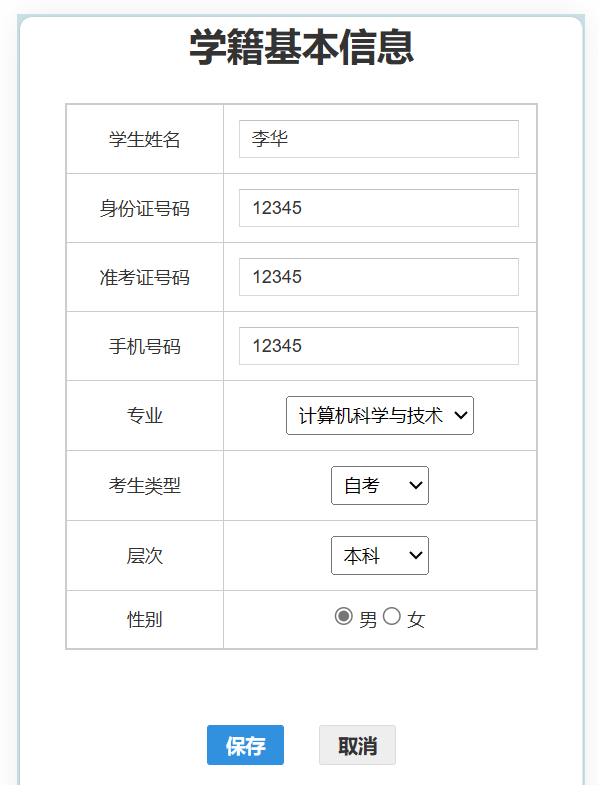 学籍基本信息
学生姓名 李华
身份证号码 12345
准考证号码 12345
手机号码 12345
专业 计算机科学与技术
考生类型 自考
层次 本科
性别 男 女
保存 取消